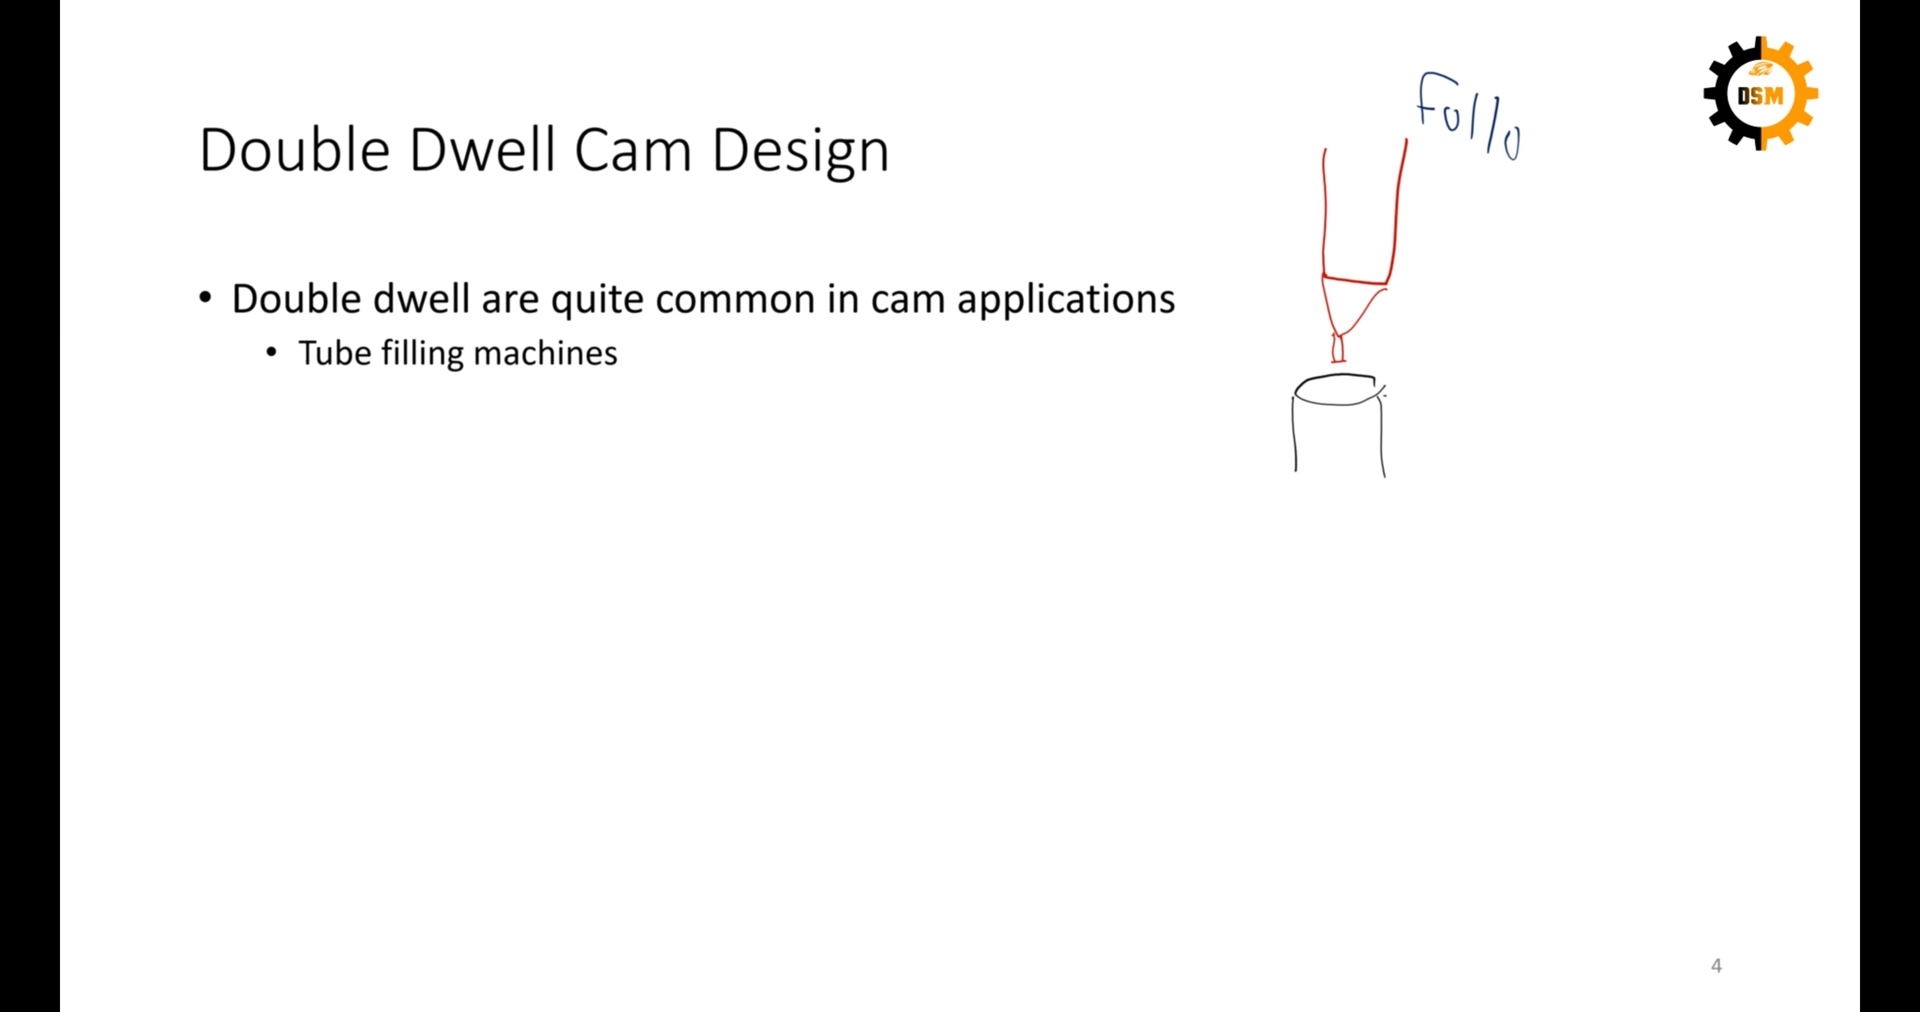 Follo
DSM
Double Dwell Cam Design
• Double dwell are quite common in cam applications
• Tube filling machines
4